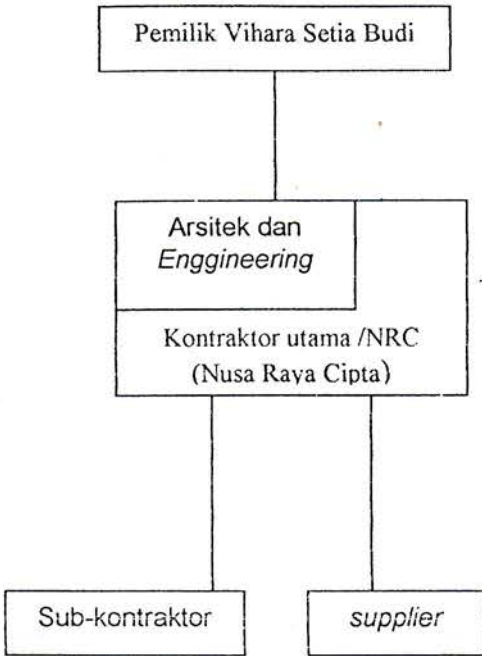 Pemilik Vihara Setia Budi
Arsitek dan
Enggineering
Kontraktor utama /NRC
(Nusa Raya Cipta)
Sub-kontraktor
supplier